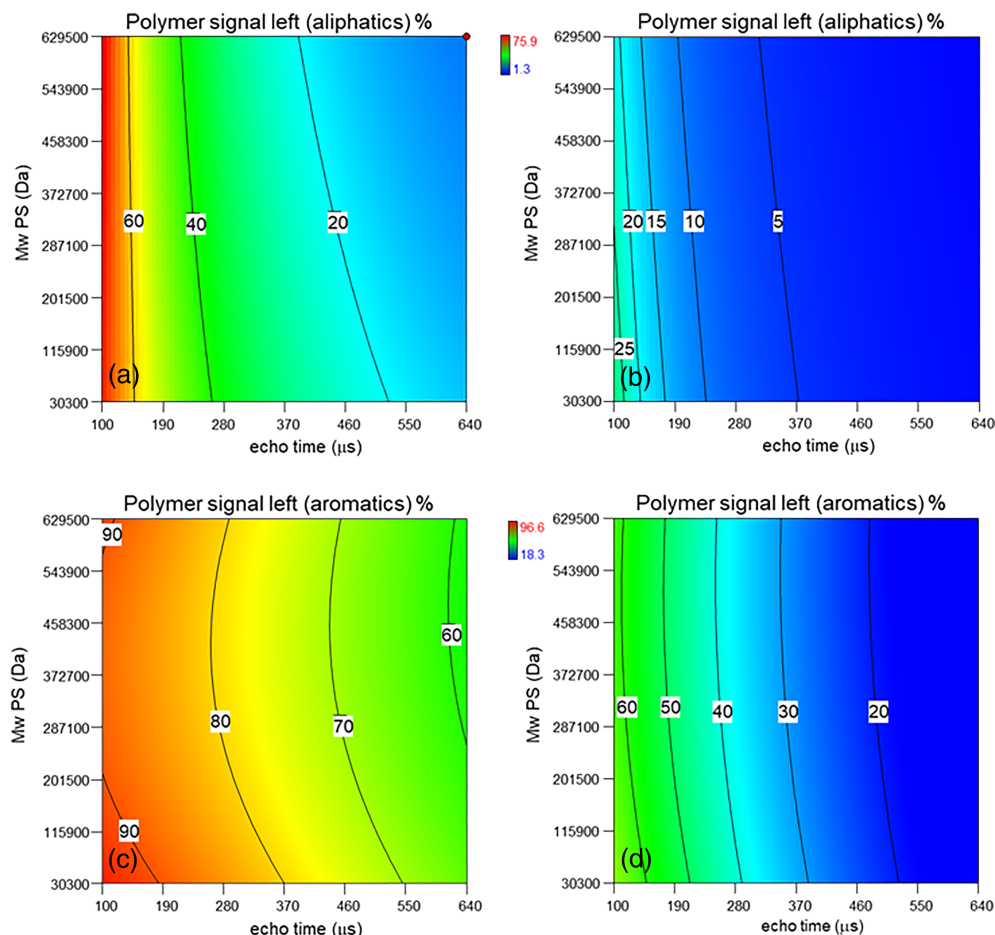 Polymer signal left (aliphatics) %
629500
543900
458300
372700
287100
201500
115900
30300
Mw PS (Da)
60
40
20
(a)
100 190 280 370 460 550 640
echo time (μs)
75.9
1.3
Polymer signal left (aliphatics) %
629500
543900
458300
372700
287100
201500
115900
30300
Mw PS (Da)
20 15 10 5
25
(b)
100 190 280 370 460 550 640
echo time (μs)
Polymer signal left (aromatics) %
629500
543900
458300
372700
287100
201500
115900
30300
Mw PS (Da)
90
60
80
70
90
(c)
100 190 280 370 460 550 640
echo time (μs)
96.6
18.3
Polymer signal left (aromatics) %
629500
543900
458300
372700
287100
201500
115900
30300
Mw PS (Da)
60 50 40 30 20
(d)
100 190 280 370 460 550 640
echo time (μs)